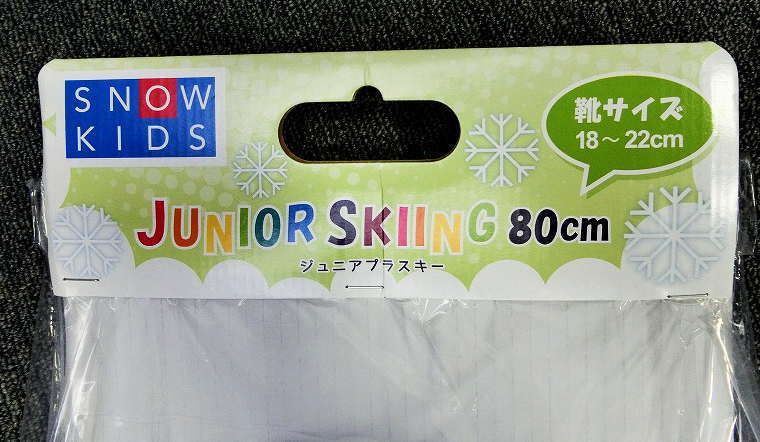 SNOW
KIDS
靴サイズ
18～22cm
JUNIOR SKIING 80cm
ジュニアプラスキー